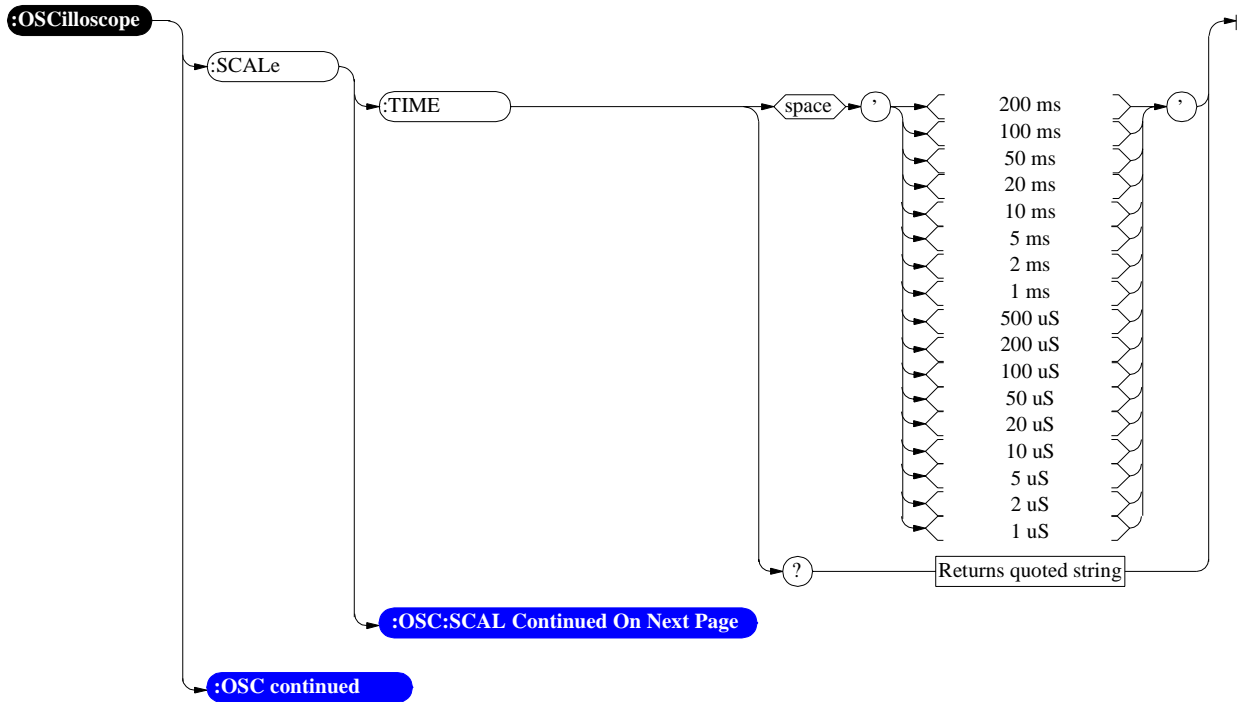 :OSCilloscope
:SCALe
:TIME
space
’
200 ms
’
100 ms
50 ms
20 ms
10 ms
5 ms
2 ms
1 ms
500 uS
200 uS
100 uS
50 uS
20 uS
10 uS
5 uS
2 uS
1 uS
?
Returns quoted string
:OSC:SCAL Continued On Next Page
:OSC continued